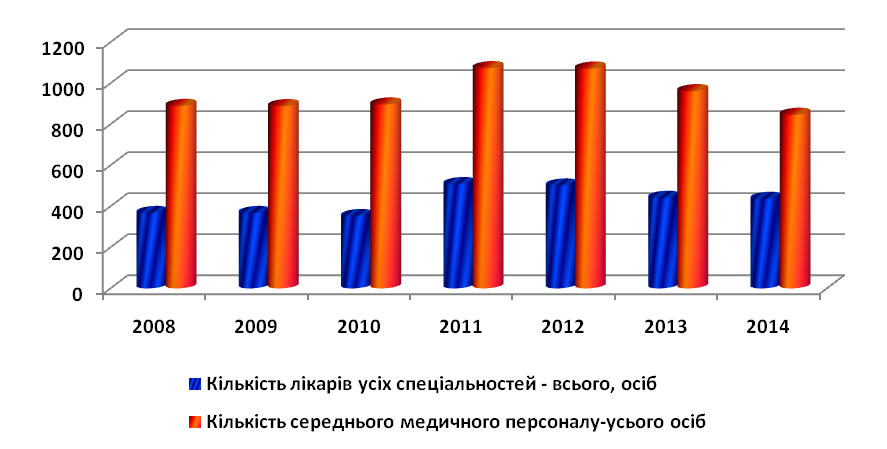 1200
1000
800
600
400
200
0
2008 2009 2010 2011 2012 2013 2014
Кількість лікарів усіх спеціальностей - всього, осіб
Кількість середнього медичного персоналу-усього осіб